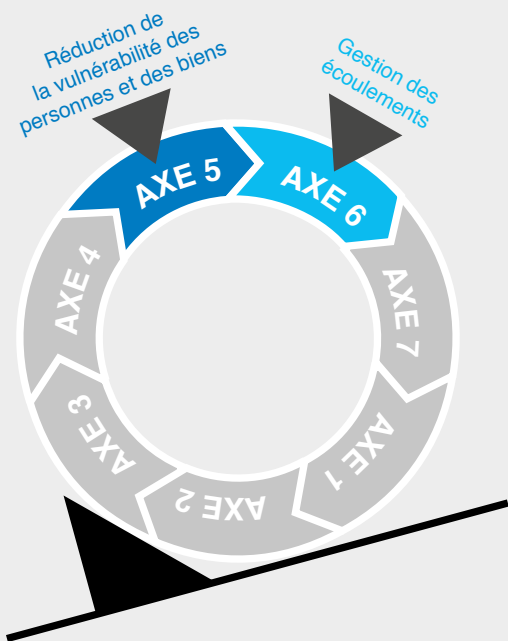 Réduction de
la vulnérabilité des
personnes et des biens
Gestion des
écoulements
AXE 5
AXE 6
AXE 7
AXE 1
AXE 2
AXE 3
AXE 4